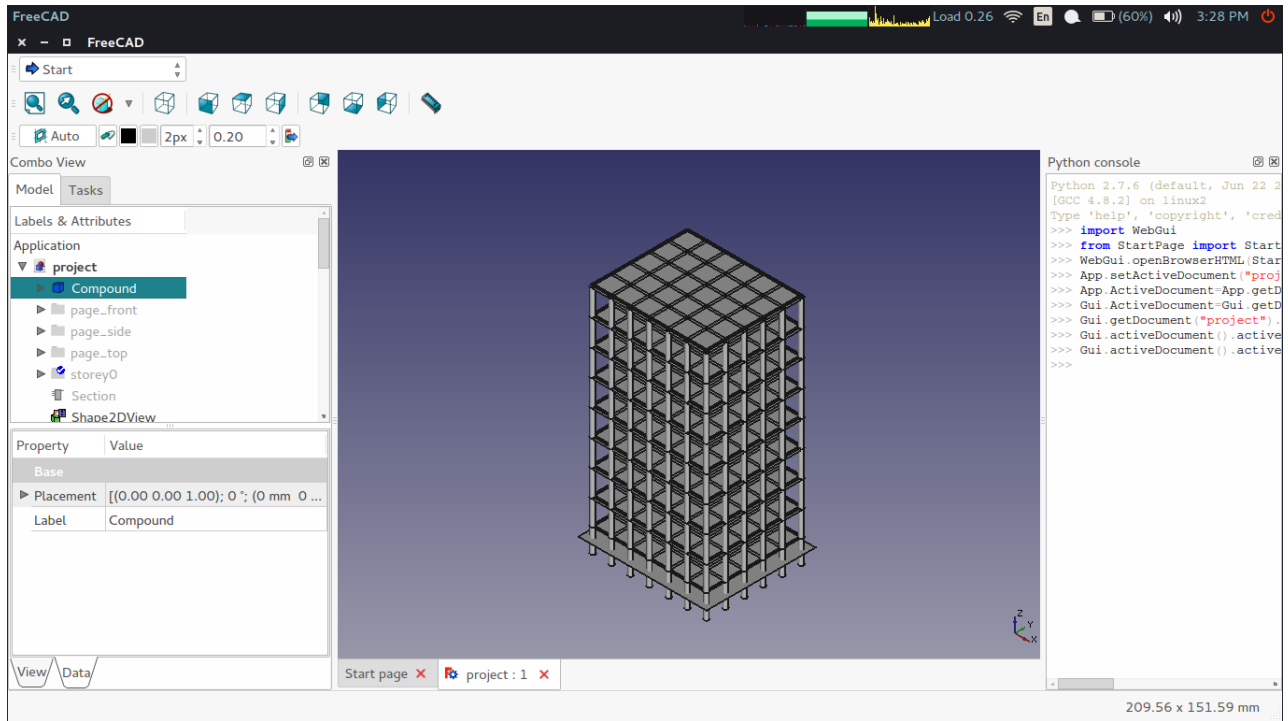 FreeCAD
Load 0.26 En (60%) 3:28 PM
FreeCAD
Start
Auto 2px 0.20
Combo View
Model Tasks
Labels & Attributes
Application
project
Compound
page_front
page_side
page_top
storey0
Section
Shape2DView
Property Value
Base
Placement [(0.00 0.00 1.00); 0 °; (0 mm 0 ...
Label Compound
View Data
Z
Y
X
Start page project : 1
Python console
Python 2.7.6 (default, Jun 22 2
[GCC 4.8.2] on linux2
Type 'help', 'copyright', 'cred
>>> import WebGui
>>> from StartPage import Start
>>> WebGui.openBrowserHTML(Star
>>> App.setActiveDocument("proj
>>> App.ActiveDocument=App.getD
>>> Gui.ActiveDocument=Gui.getD
>>> Gui.getDocument("project").
>>> Gui.activeDocument().active
>>> Gui.activeDocument().active
>>>
209.56 x 151.59 mm